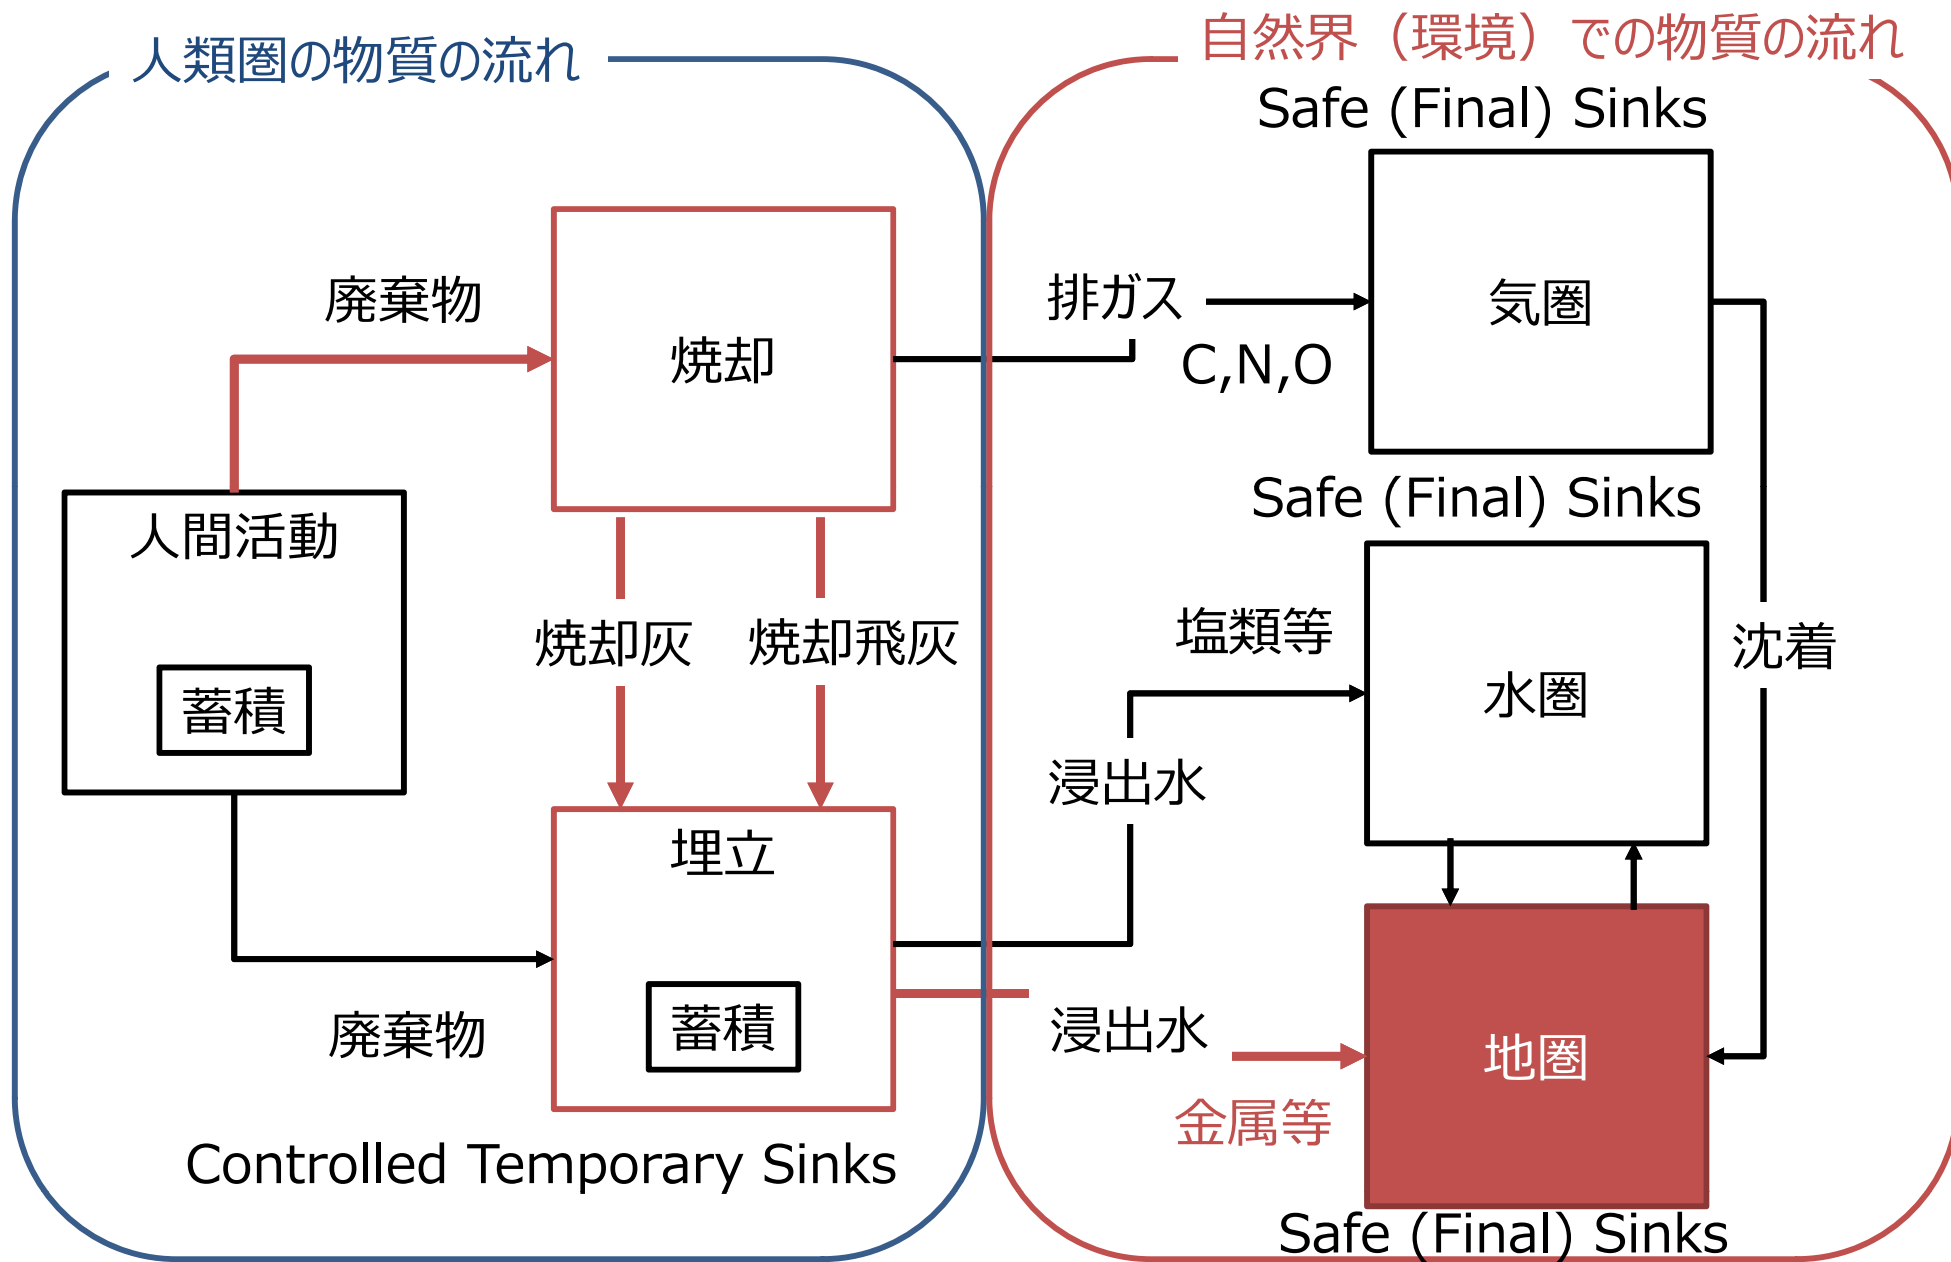 人類圏の物質の流れ
自然界（環境）での物質の流れ
Safe (Final) Sinks
廃棄物
焼却
排ガス
C,N,O
気圏
Safe (Final) Sinks
人間活動
蓄積
焼却灰
焼却飛灰
塩類等
水圏
沈着
浸出水
埋立
蓄積
廃棄物
浸出水
地圏
金属等
Controlled Temporary Sinks
Safe (Final) Sinks